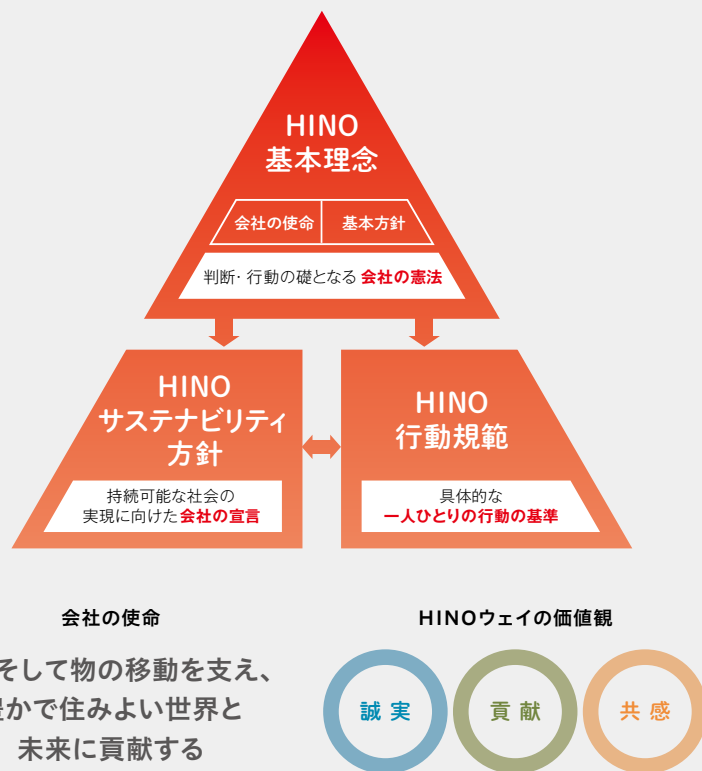 HINO
基本理念
会社の使命 基本方針
判断・行動の礎となる 会社の憲法
HINO
サステナビリティ
方針
持続可能な社会の
実現に向けた会社の宣言
HINO
行動規範
具体的な
一人ひとりの行動の基準
会社の使命
そして物の移動を支え、
かで住みよい世界と
未来に貢献する
HINOウェイの価値観
誠実 貢献 共感